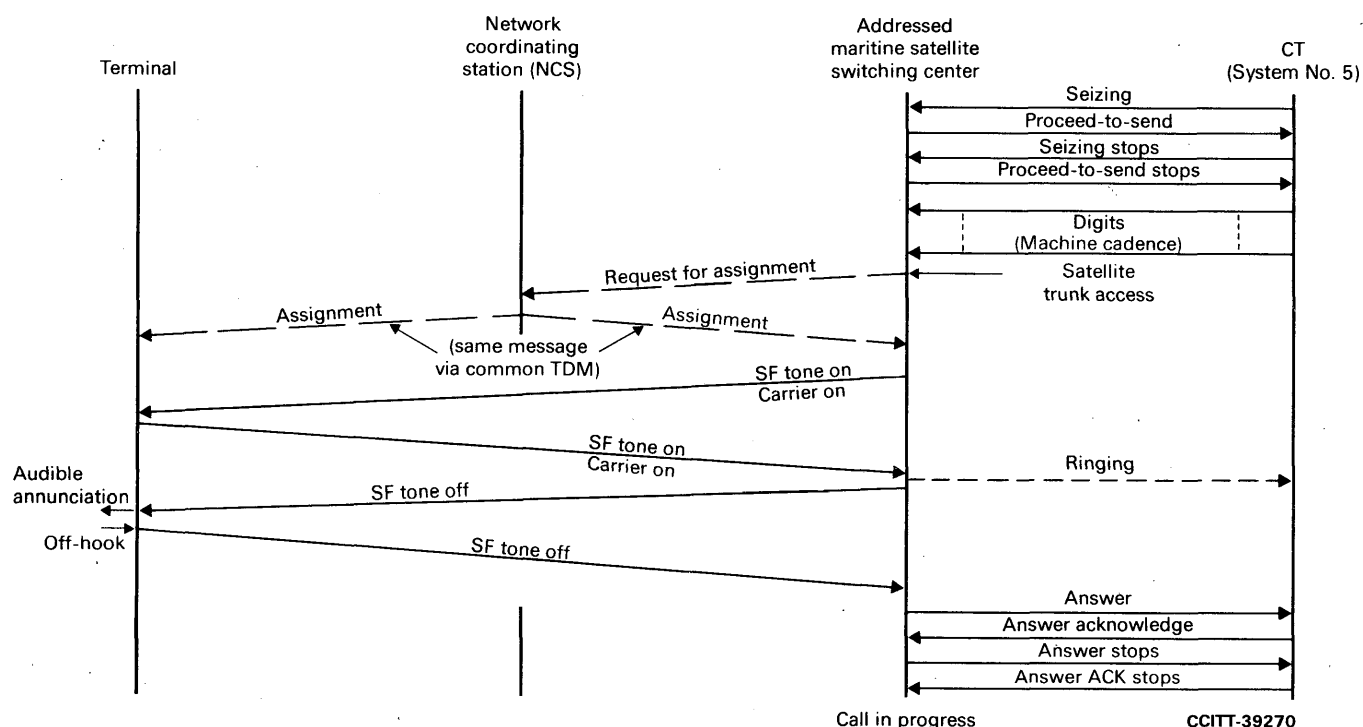 Terminal
Network
coordinating
station (NCS)
Addressed
maritine satellite
switching center
CT
(System No. 5)
Seizing
Proceed-to-send
Seizing stops
Proceed-to-send stops
Digits
(Machine cadence)
Request for assignment
Satellite
trunk access
Assignment
Assignment
(same message
via common TDM)
SF tone on
Carrier on
SF tone on
Carrier on
Ringing
Audible
annunciation
SF tone off
Off-hook
SF tone off
Answer
Answer acknowledge
Answer stops
Answer ACK stops
Call in progress
CCITT-39270